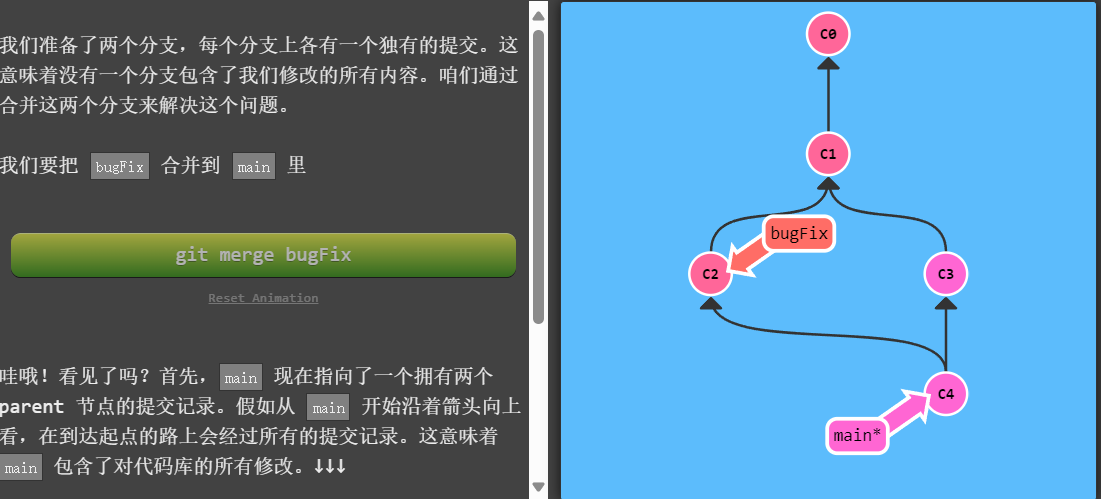 我们准备了两个分支，每个分支上各有一个独有的提交。这
意味着没有一个分支包含了我们修改的所有内容。咱们通过
合并这两个分支来解决这个问题。
我们要把 bugFix 合并到 main 里
git merge bugFix
Reset Animation
哇哦！看见了吗？首先，main 现在指向了一个拥有两个
parent 节点的提交记录。假如从 main 开始沿着箭头向上
看，在到达起点的路上会经过所有的提交记录。这意味着
main 包含了对代码库的所有修改。↓↓↓
C0
C1
bugFix
C2
C3
C4
main*